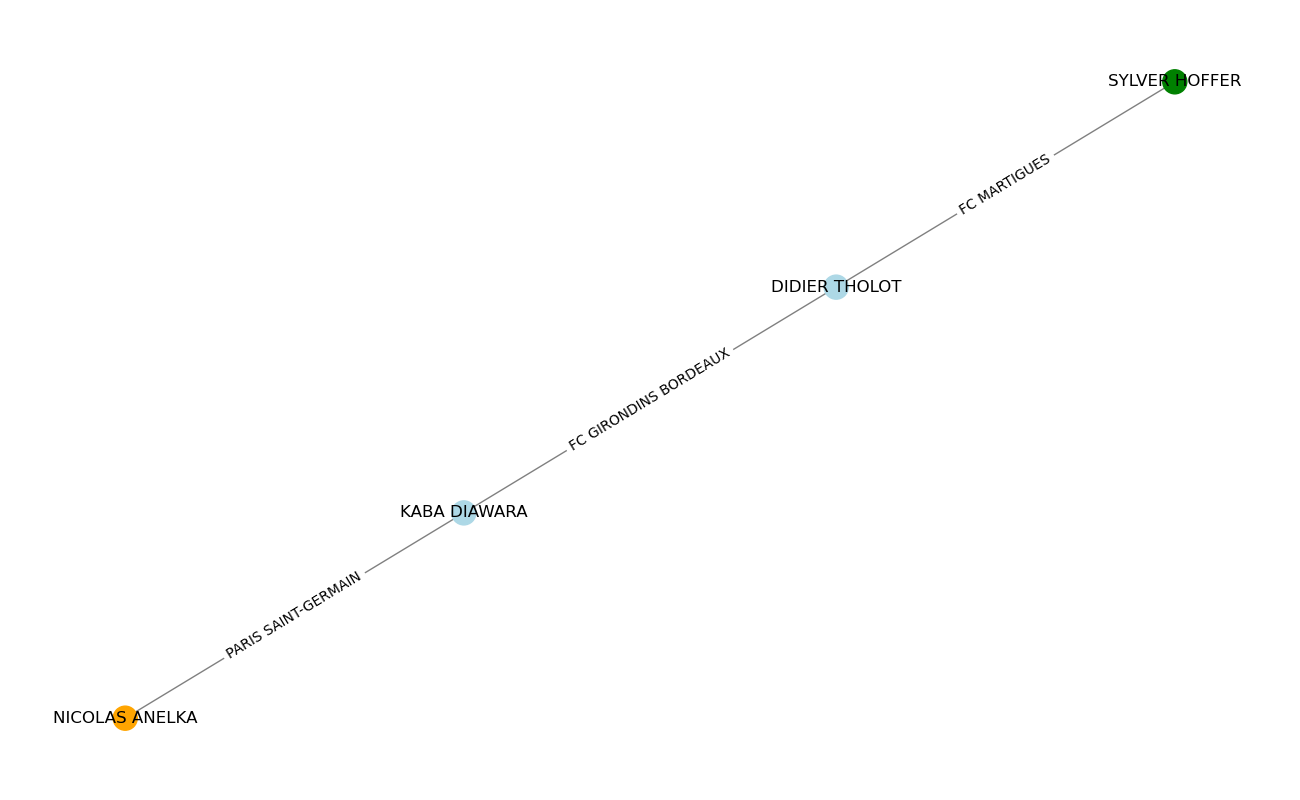 SYLVER HOFFER
FC MARTIGUES
DIDIER THOLOT
FC GIRONDINS BORDEAUX
KABA DIAWARA
PARIS SAINT-GERMAIN
NICOLAS ANELKA